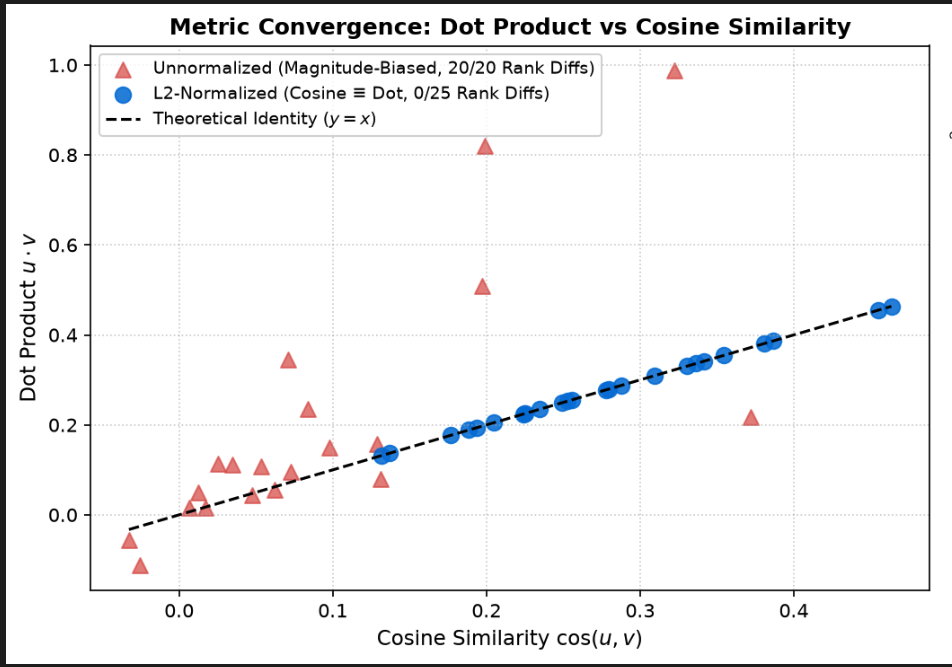 Metric Convergence: Dot Product vs Cosine Similarity
Unnormalized (Magnitude-Biased, 20/20 Rank Diffs)
L2-Normalized (Cosine ≡ Dot, 0/25 Rank Diffs)
Theoretical Identity (y = x)
1.0
0.8
0.6
0.4
0.2
0.0
Dot Product u · v
0.0 0.1 0.2 0.3 0.4
Cosine Similarity cos(u, v)